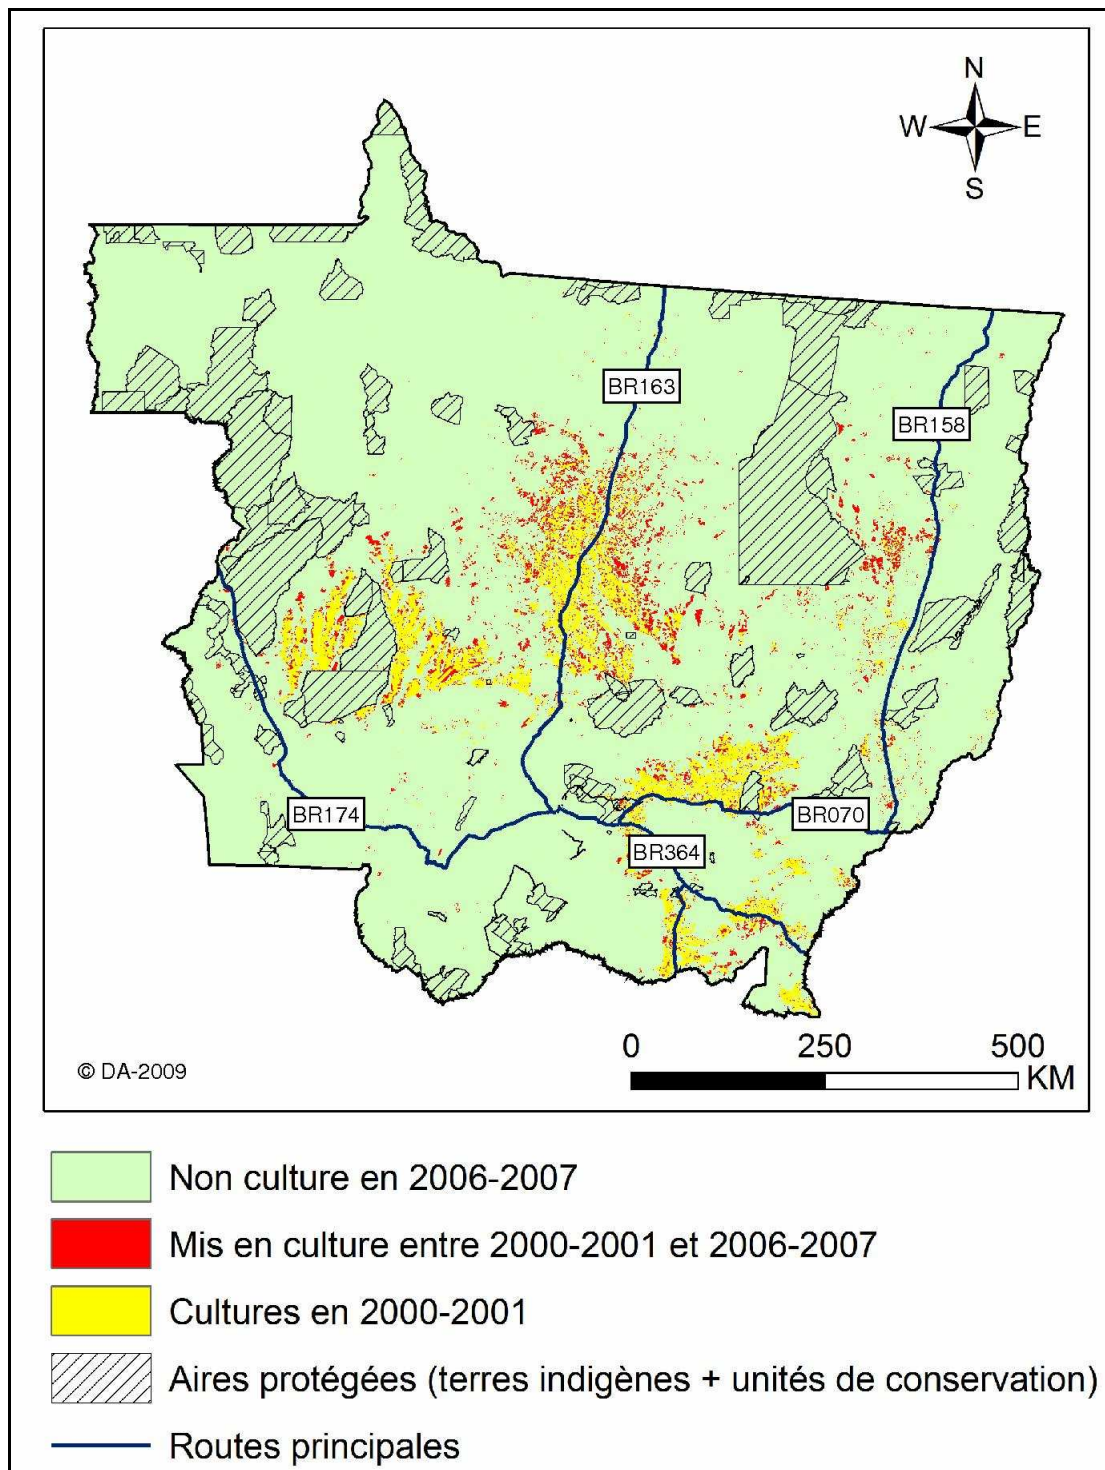 N
W E
S
BR163
BR158
BR174
BR070
BR364
0 250 500
KM
© DA-2009
Non culture en 2006-2007
Mis en culture entre 2000-2001 et 2006-2007
Cultures en 2000-2001
Aires protégées (terres indigènes + unités de conservation)
Routes principales